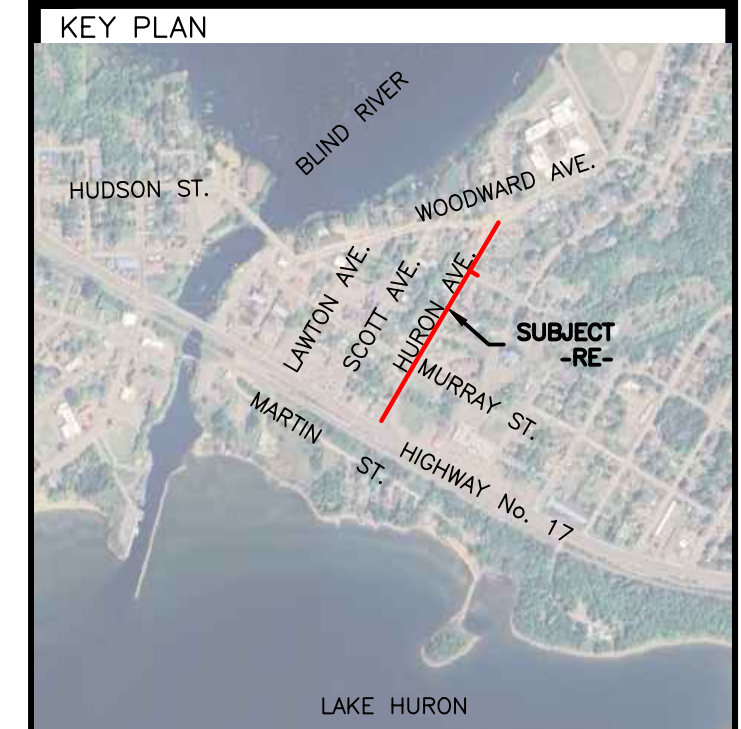 KEY PLAN
BLIND RIVER
HUDSON ST.
WOODWARD AVE.
LAWTON AVE.
SCOTT AVE.
HURON AVE.
SUBJECT
-RE-
MURRAY ST.
MARTIN ST.
HIGHWAY No. 17
LAKE HURON